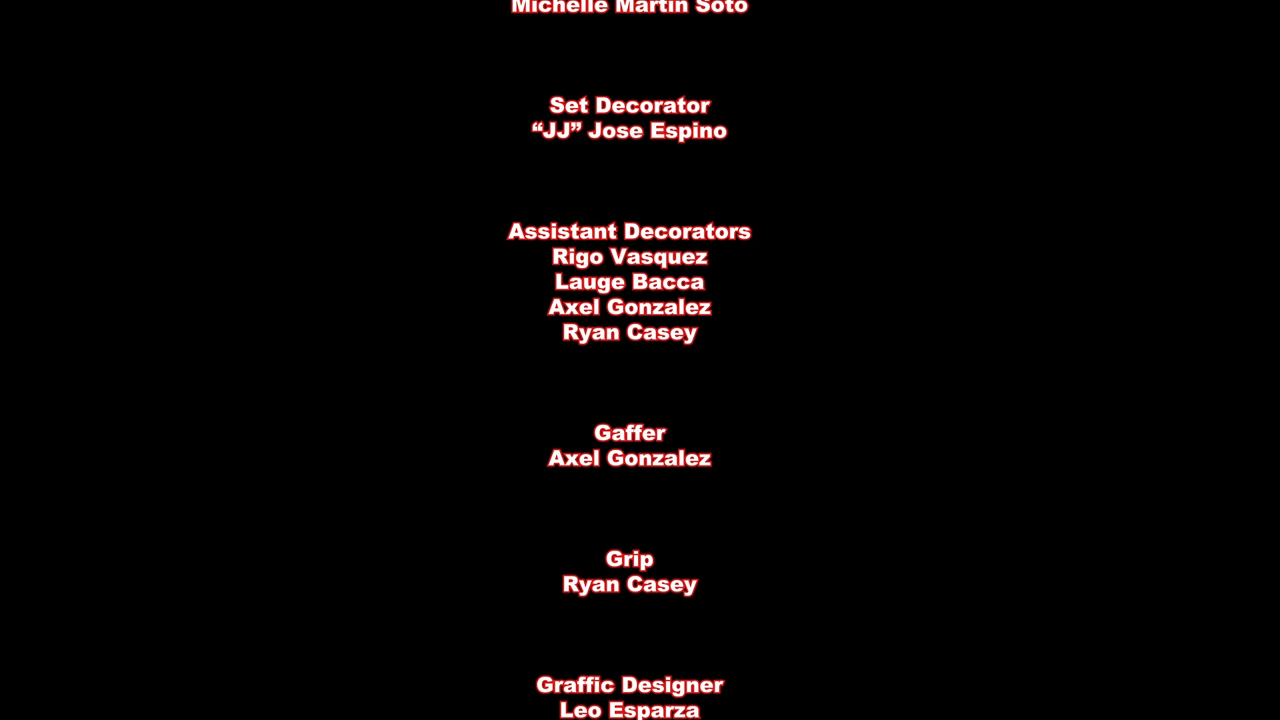 Michelle Martin Soto
Set Decorator
“JJ” Jose Espino
Assistant Decorators
Rigo Vasquez
Lauge Bacca
Axel Gonzalez
Ryan Casey
Gaffer
Axel Gonzalez
Grip
Ryan Casey
Graffic Designer
Leo Esparza